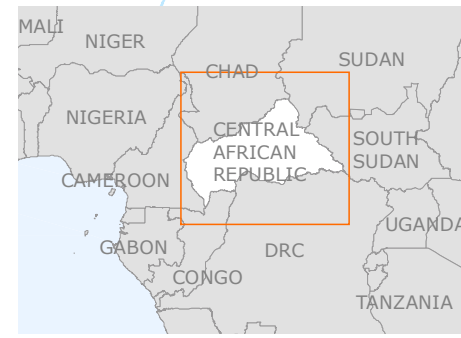 MALI
NIGER
CHAD
SUDAN
NIGERIA
CENTRAL
AFRICAN
REPUBLIC
SOUTH
SUDAN
CAMEROON
UGANDA
GABON
DRC
CONGO
TANZANIA